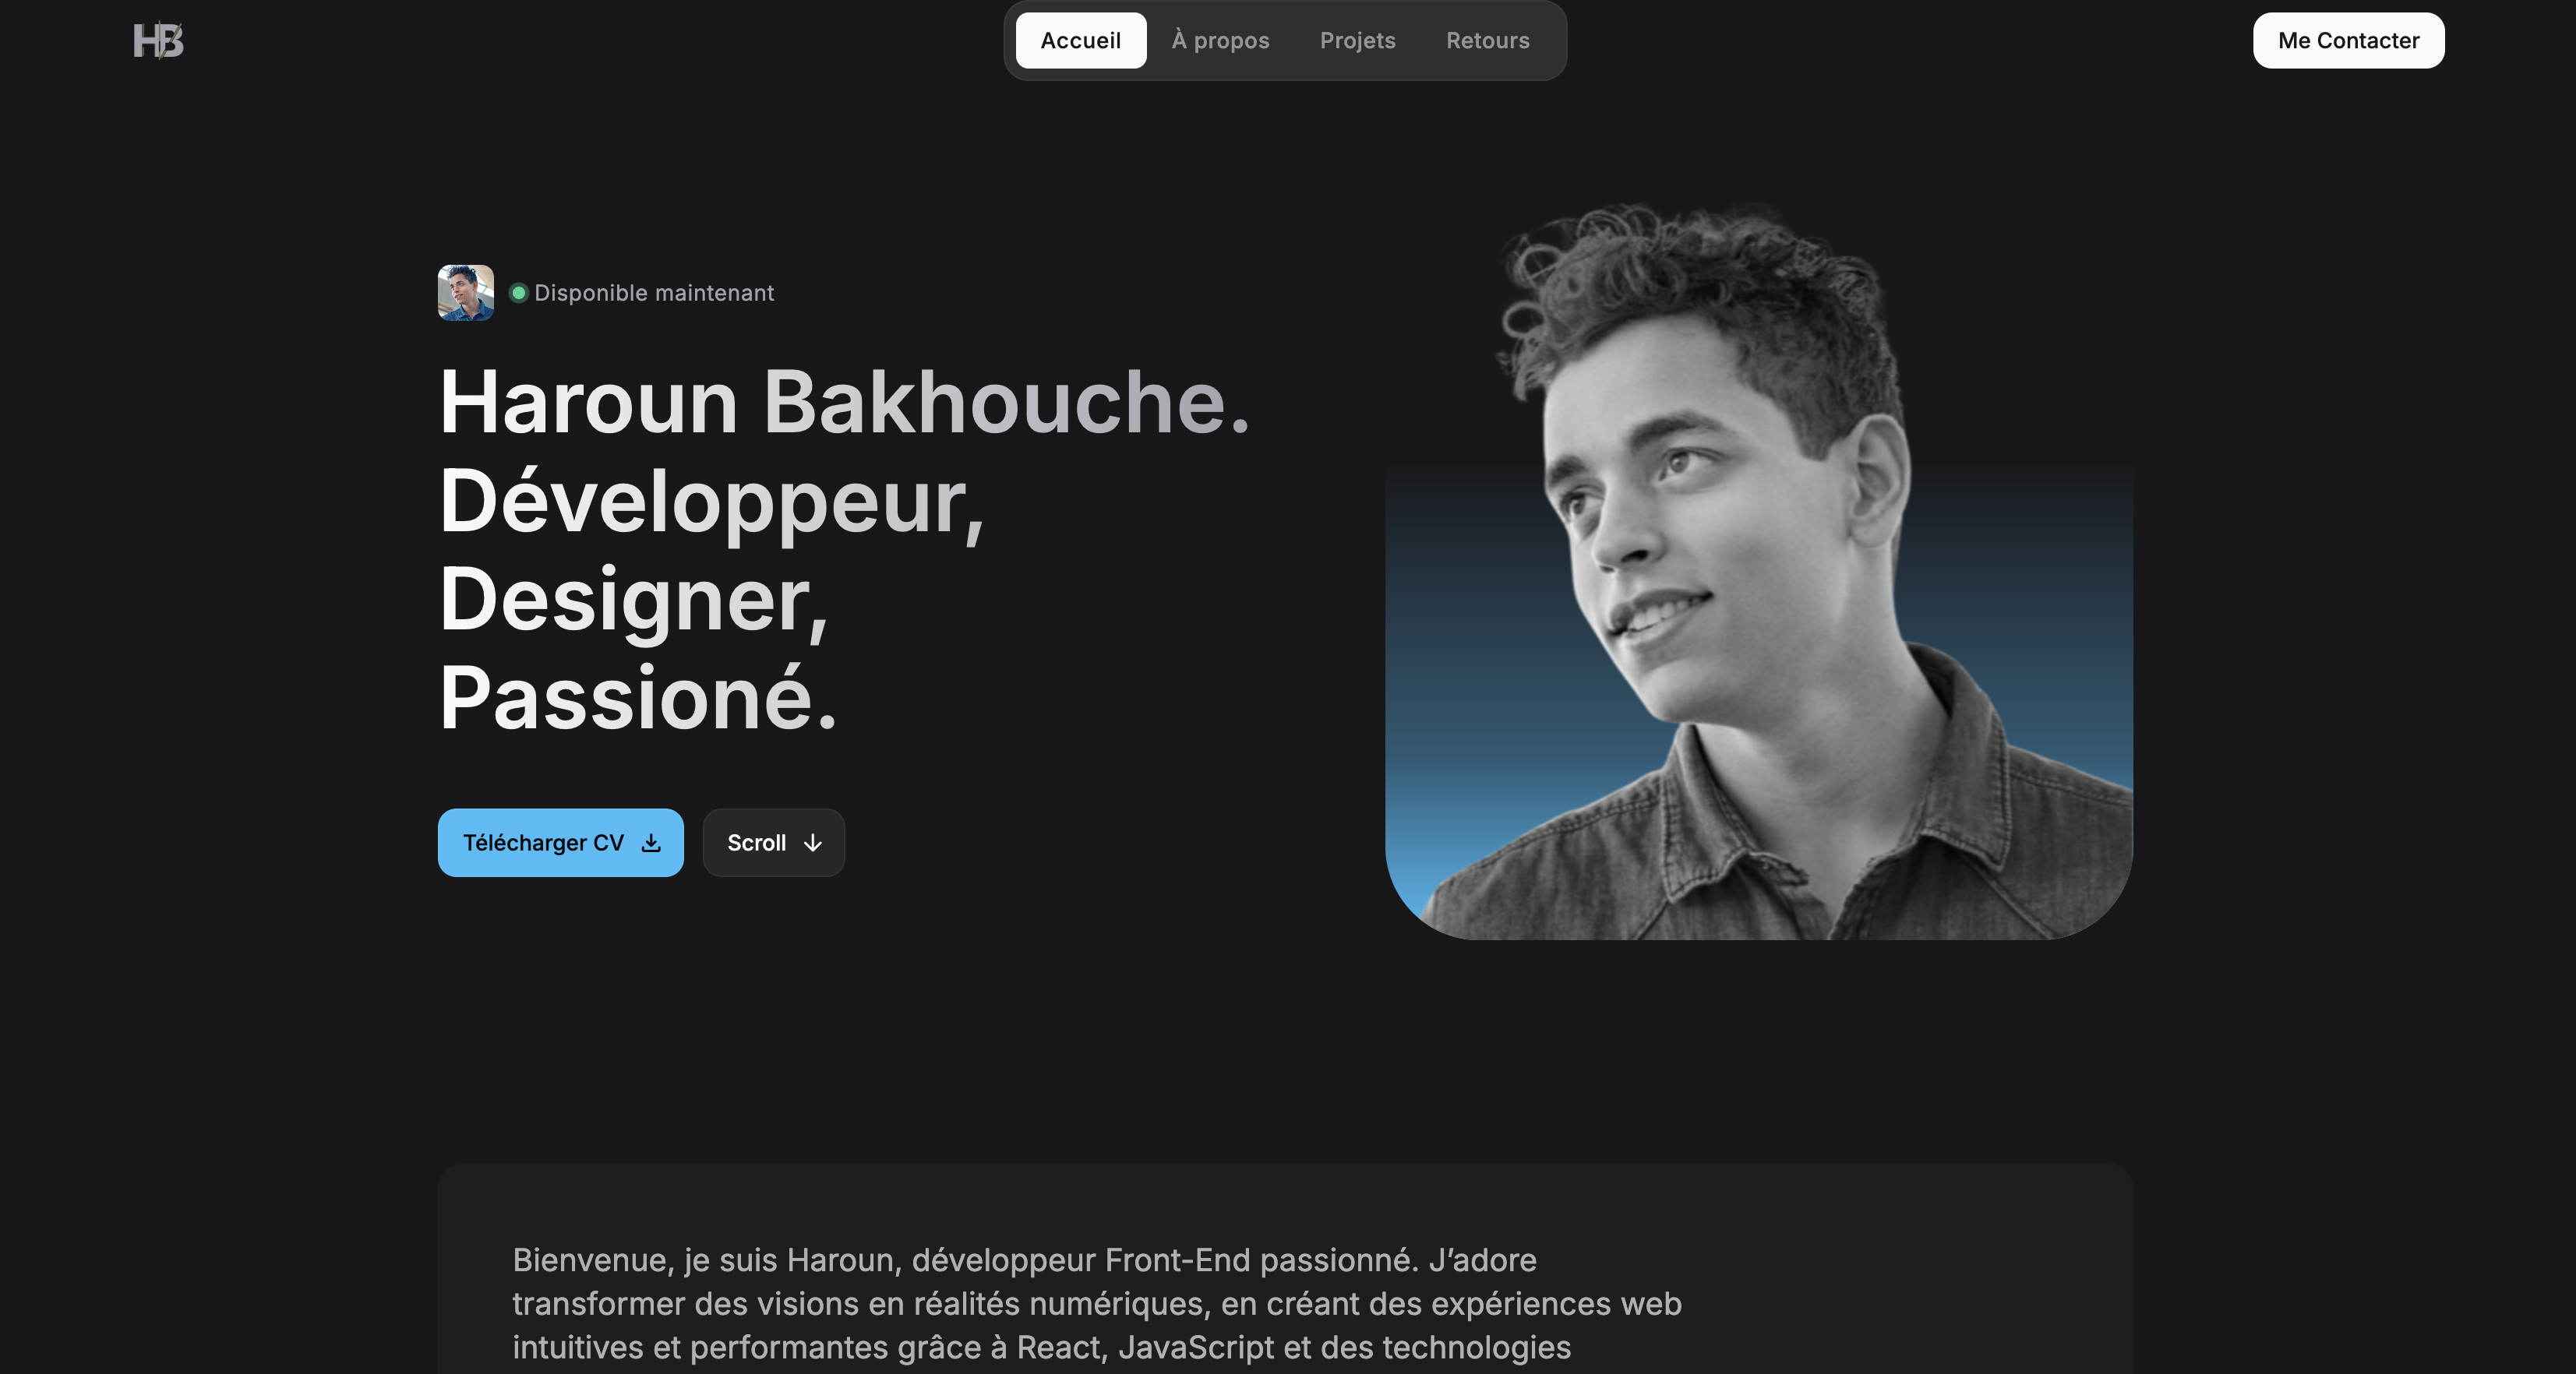 HB
Accueil
À propos
Projets
Retours
Me Contacter
Disponible maintenant
Haroun Bakhouche.
Développeur,
Designer,
Passioné.
Télécharger CV
Scroll
Bienvenue, je suis Haroun, développeur Front-End passionné. J’adore
transformer des visions en réalités numériques, en créant des expériences web
intuitives et performantes grâce à React, JavaScript et des technologies